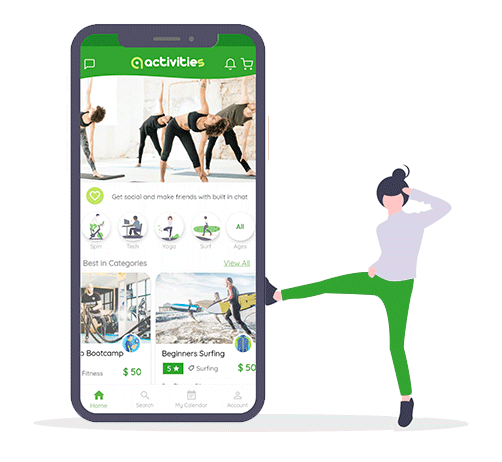 activities
Get social and make friends with built in chat
All
Spin
Tech
Yoga
Surf
Ages
Best in Categories
View All
Bootcamp
Beginners Surfing
Fitness
$ 50
5 ★
Surfing
$ 50
Home
Search
My Calendar
Account